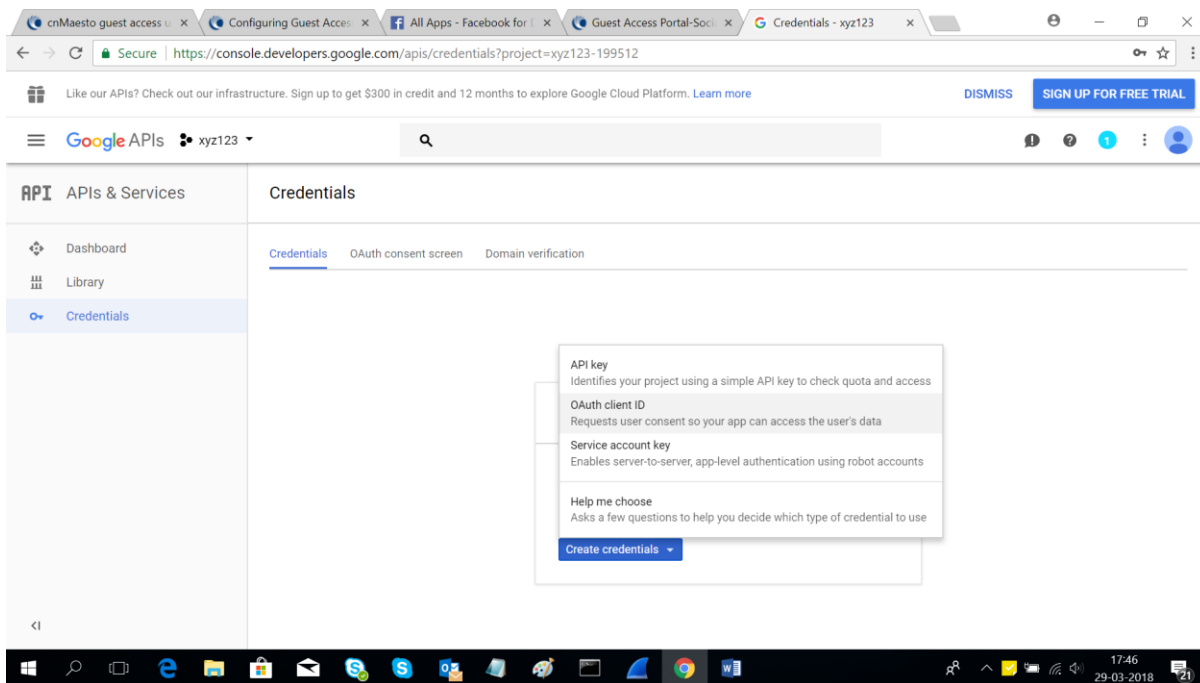 cnMaesto guest access u
Configuring Guest Acces
All Apps - Facebook for
Guest Access Portal-Soci
Credentials - xyz123
Secure
https://console.developers.google.com/apis/credentials?project=xyz123-199512
Like our APIs? Check out our infrastructure. Sign up to get $300 in credit and 12 months to explore Google Cloud Platform. Learn more
DISMISS
SIGN UP FOR FREE TRIAL
Google APIs
xyz123
1
API APIs & Services
Credentials
Dashboard
Library
Credentials
Credentials
OAuth consent screen
Domain verification
API key
Identifies your project using a simple API key to check quota and access
OAuth client ID
Requests user consent so your app can access the user's data
Service account key
Enables server-to-server, app-level authentication using robot accounts
Help me choose
Asks a few questions to help you decide which type of credential to use
Create credentials
17:46
29-03-2018
21